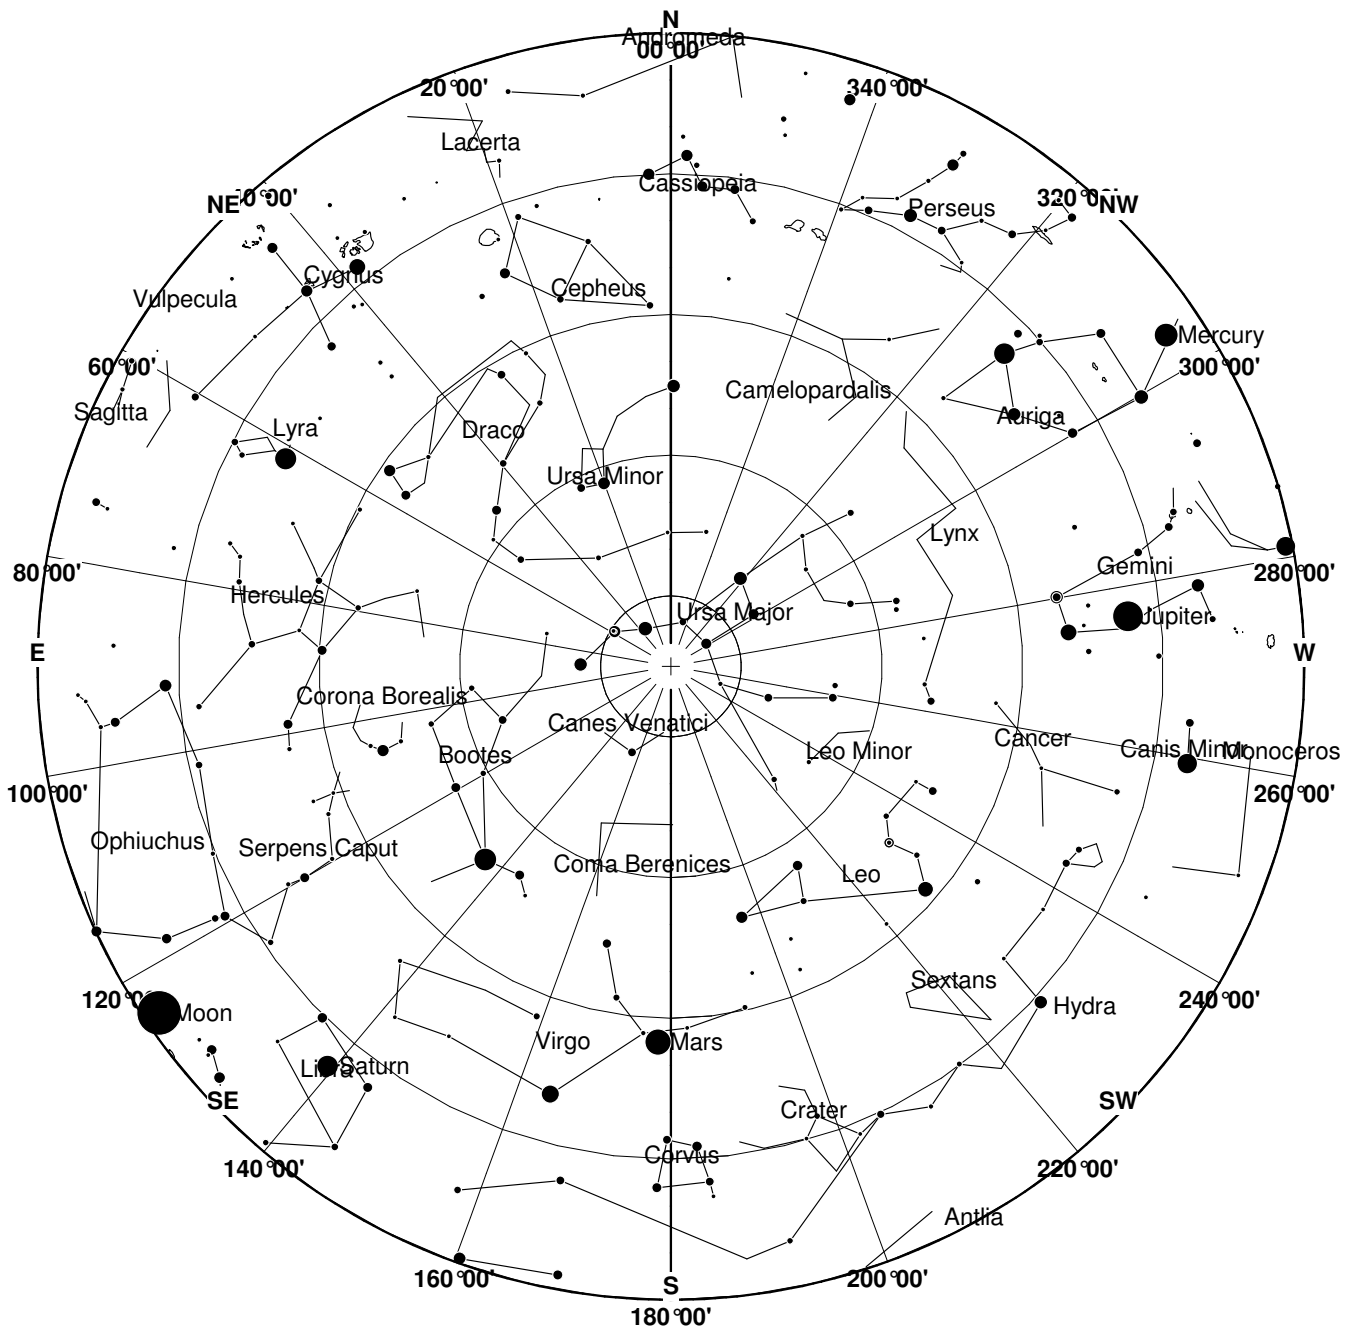 N
Andromeda
00°00'
20°00'
340°00'
Lacerta
Cassiopeia
NE
NW
Perseus
Cygnus
Cepheus
Vulpecula
Mercury
60°00'
300°00'
Camelopardalis
Sagitta
Auriga
Lyra
Draco
Ursa Minor
Lynx
Gemini
80°00'
280°00'
Hercules
Ursa Major
Jupiter
E
W
Corona Borealis
Canes Venatici
Cancer
Leo Minor
Canis Minor
Monoceros
Bootes
100°00'
260°00'
Ophiuchus
Serpens Caput
Coma Berenices
Leo
Sextans
120°00'
240°00'
Moon
Hydra
Virgo
Mars
Libra
Saturn
SE
SW
Crater
Corvus
140°00'
220°00'
Antlia
160°00'
200°00'
S
180°00'